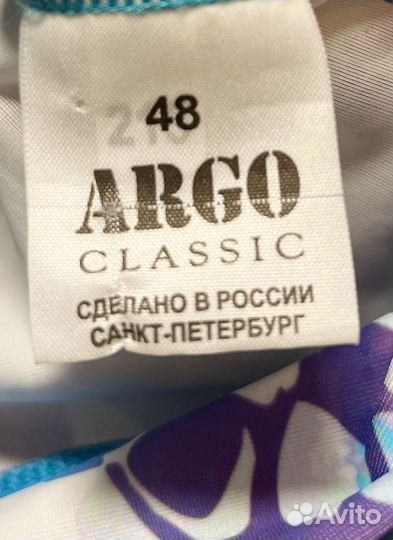 48
ARGO
CLASSIC
СДЕЛАНО В РОССИИ
САНКТ-ПЕТЕРБУРГ
Avito